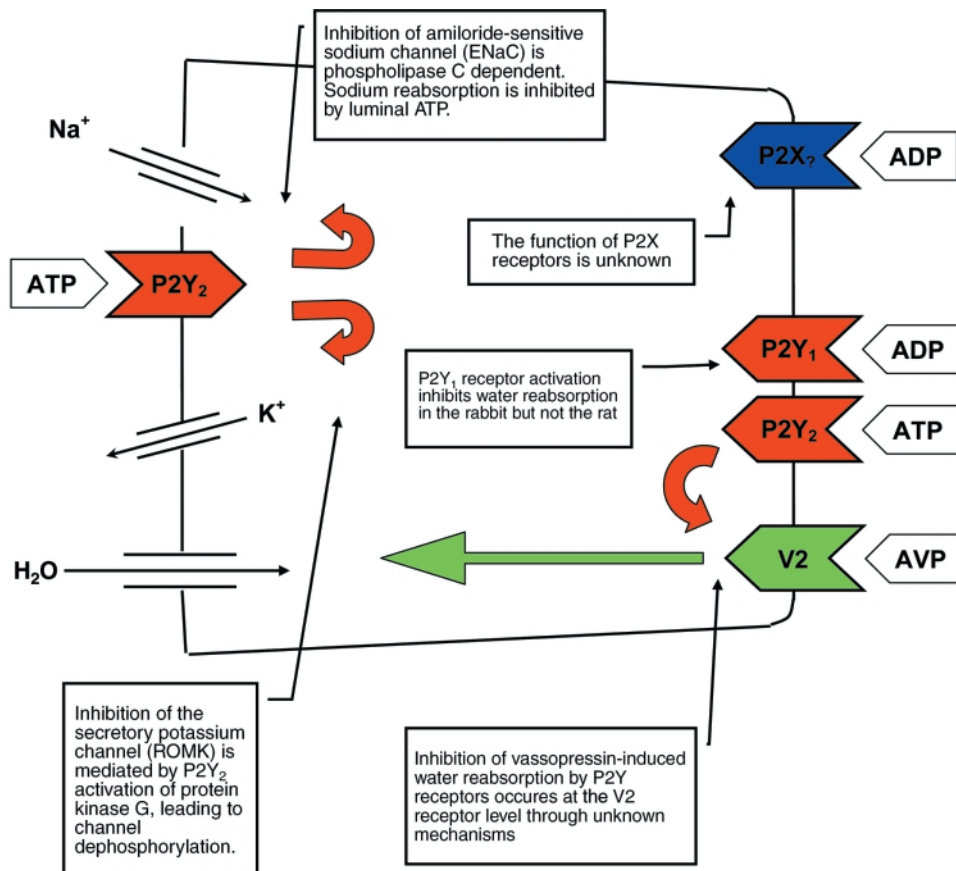 Inhibition of amiloride-sensitive
sodium channel (ENaC) is
phospholipase C dependent.
Sodium reabsorption is inhibited
by luminal ATP.
Na⁺
P2X?
ADP
The function of P2X
receptors is unknown
ATP
P2Y₂
P2Y₁
ADP
P2Y₁ receptor activation
inhibits water reabsorption
in the rabbit but not the rat
K⁺
P2Y₂
ATP
H₂O
V2
AVP
Inhibition of the
secretory potassium
channel (ROMK) is
mediated by P2Y₂
activation of protein
kinase G, leading to
channel
dephosphorylation.
Inhibition of vassopressin-induced
water reabsorption by P2Y
receptors occures at the V2
receptor level through unknown
mechanisms